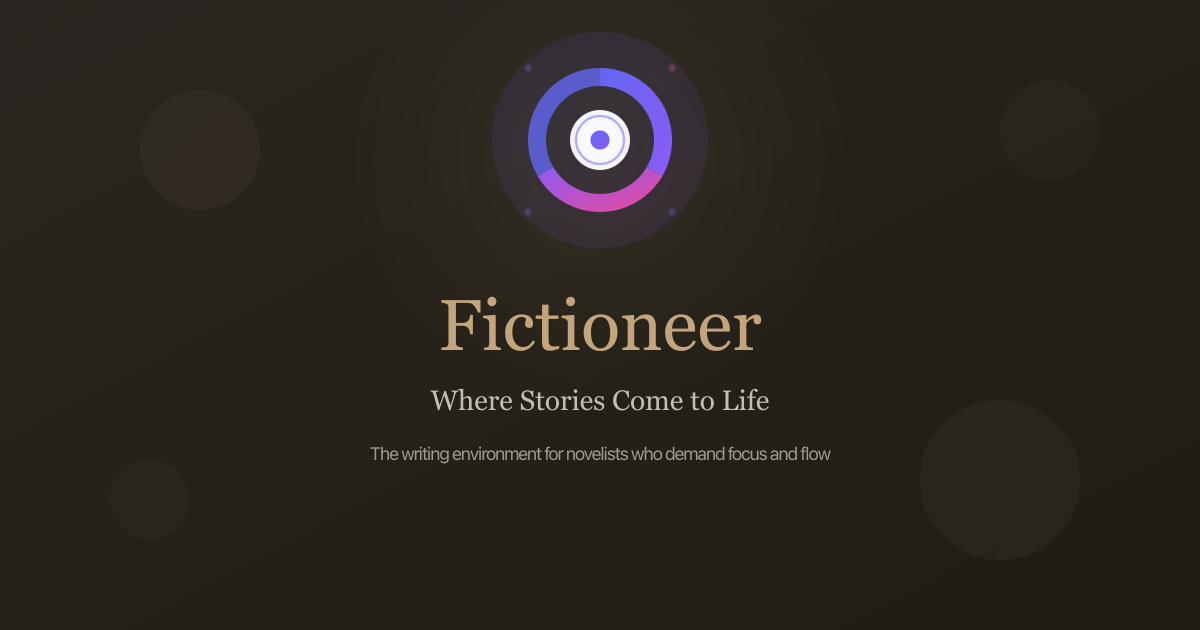 Fictioneer
Where Stories Come to Life
The writing environment for novelists who demand focus and flow